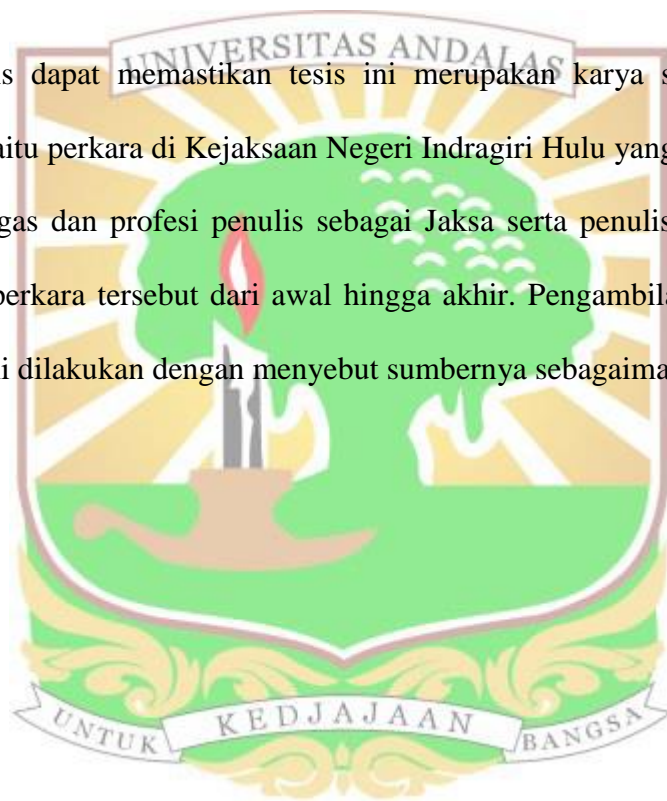 UNIVERSITAS ANDALAS
is dapat memastikan tesis ini merupakan karya s
aitu perkara di Kejaksaan Negeri Indragiri Hulu yang
gas dan profesi penulis sebagai Jaksa serta penulis
perkara tersebut dari awal hingga akhir. Pengambila
i dilakukan dengan menyebut sumbernya sebagaima
UNTUK KEDJAJAAN BANGSA